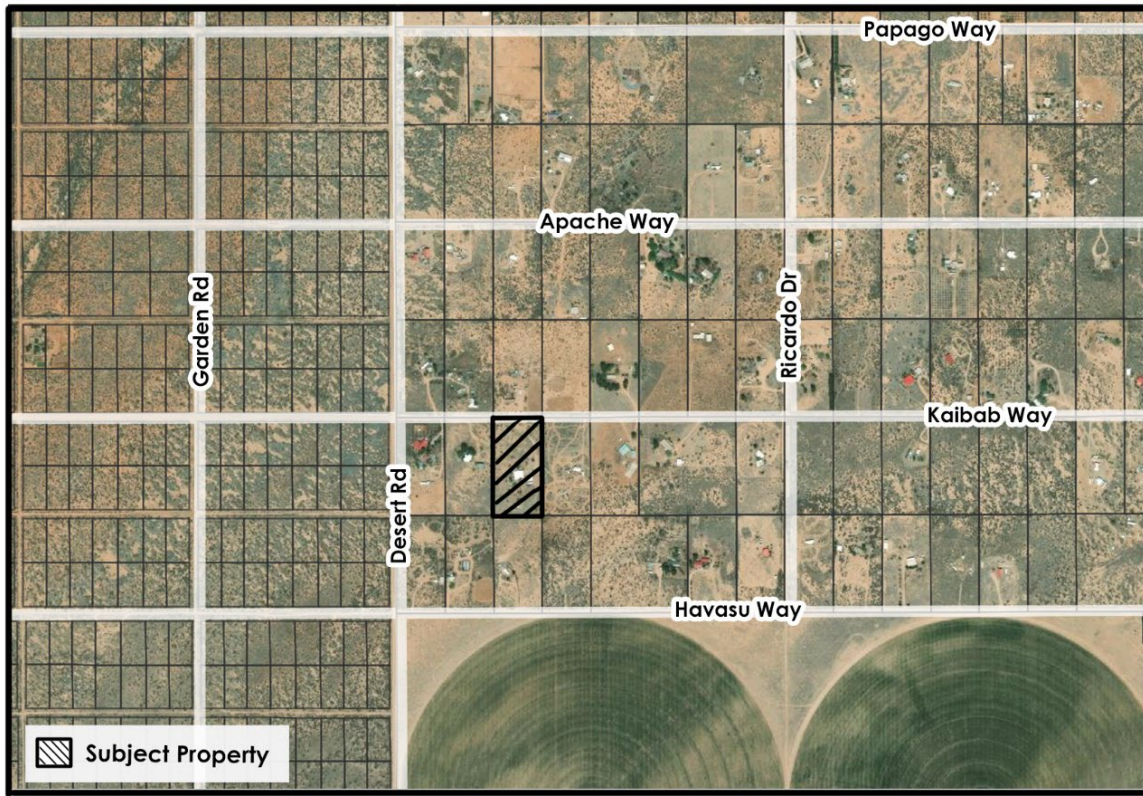 Papago Way
Apache Way
Garden Rd
Ricardo Dr
Kaibab Way
Desert Rd
Havasu Way
Subject Property